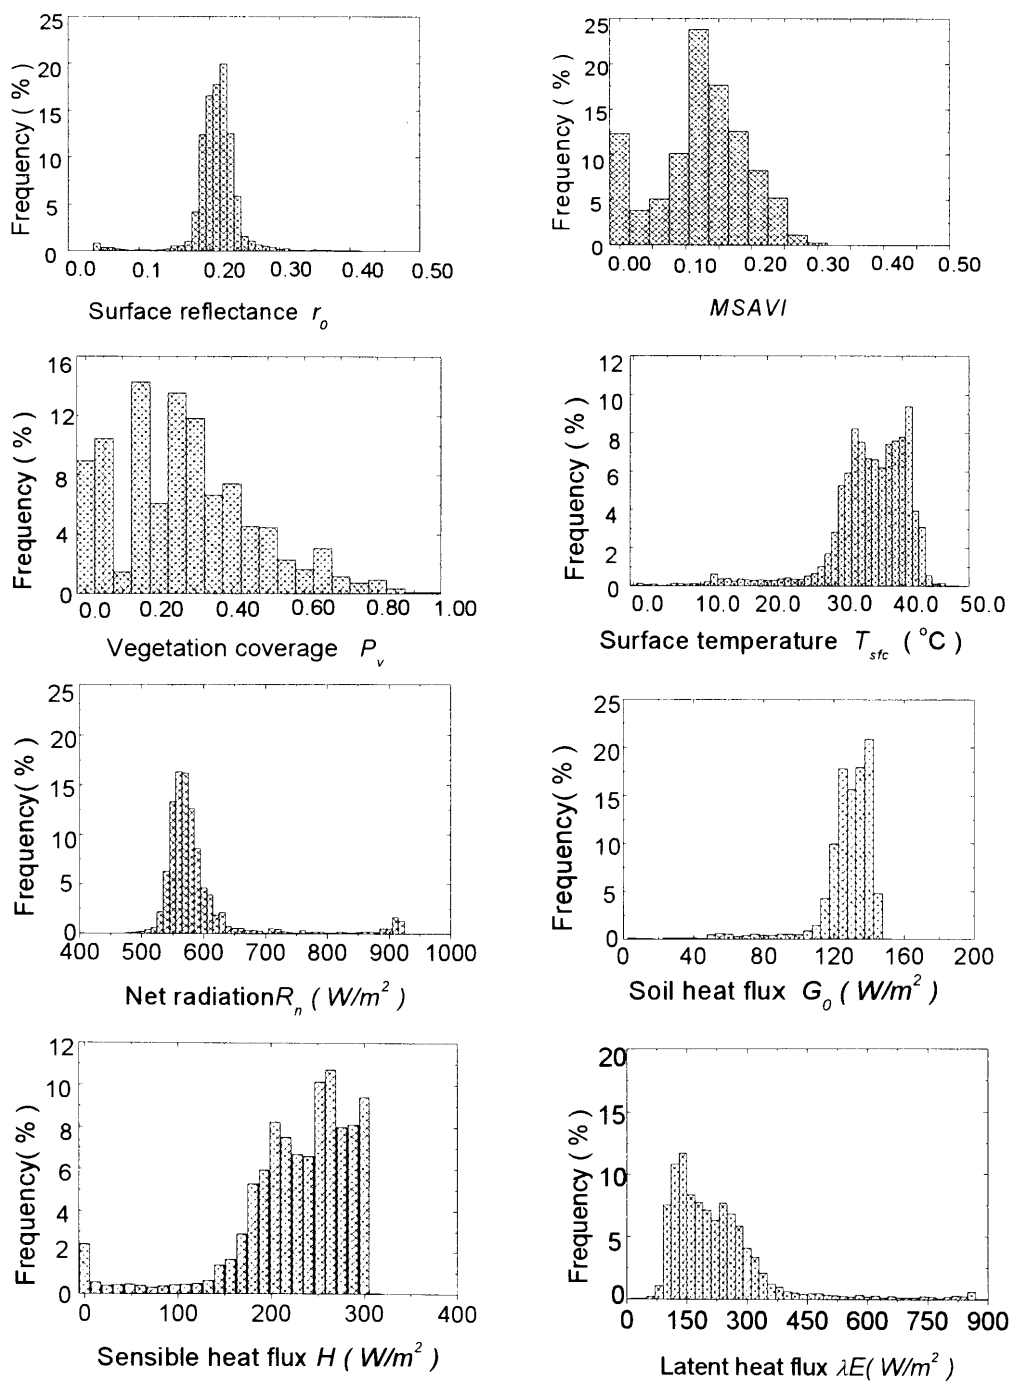 25
20
15
10
5
0
Frequency ( % )
0.0 0.1 0.20 0.30 0.40 0.50
Surface reflectance r0
25
20
15
10
5
0
Frequency ( % )
0.00 0.10 0.20 0.30 0.40 0.50
MSAVI
16
12
8
4
0
Frequency ( % )
0.0 0.20 0.40 0.60 0.80 1.00
Vegetation coverage Pv
12
10
8
6
4
2
0
Frequency ( % )
0.0 10.0 20.0 30.0 40.0 50.0
Surface temperature Tsfc ( °C )
25
20
15
10
5
0
Frequency( % )
400 500 600 700 800 900 1000
Net radiationRn ( W/m2 )
25
20
15
10
5
0
Frequency( % )
0 40 80 120 160 200
Soil heat flux G0 ( W/m2 )
12
10
8
6
4
2
0
Frequency( % )
0 100 200 300 400
Sensible heat flux H ( W/m2 )
20
15
10
5
0
Frequency ( % )
0 150 300 450 600 750 900
Latent heat flux λE( W/m2 )